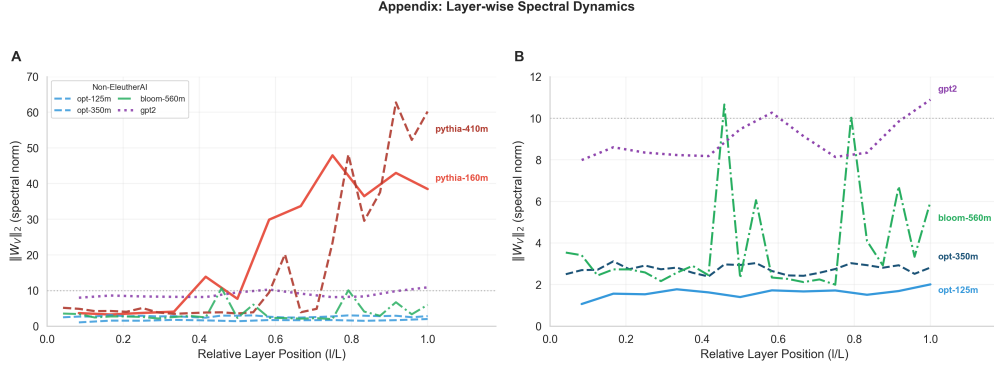 Appendix: Layer-wise Spectral Dynamics
A
70
60
50
40
30
20
10
0
‖W_V‖₂ (spectral norm)
Non-EleutherAI
opt-125m
bloom-560m
opt-350m
gpt2
pythia-410m
pythia-160m
0.0
0.2
0.4
0.6
0.8
1.0
Relative Layer Position (l/L)
B
12
10
8
6
4
2
0
‖W_V‖₂ (spectral norm)
gpt2
bloom-560m
opt-350m
opt-125m
0.0
0.2
0.4
0.6
0.8
1.0
Relative Layer Position (l/L)